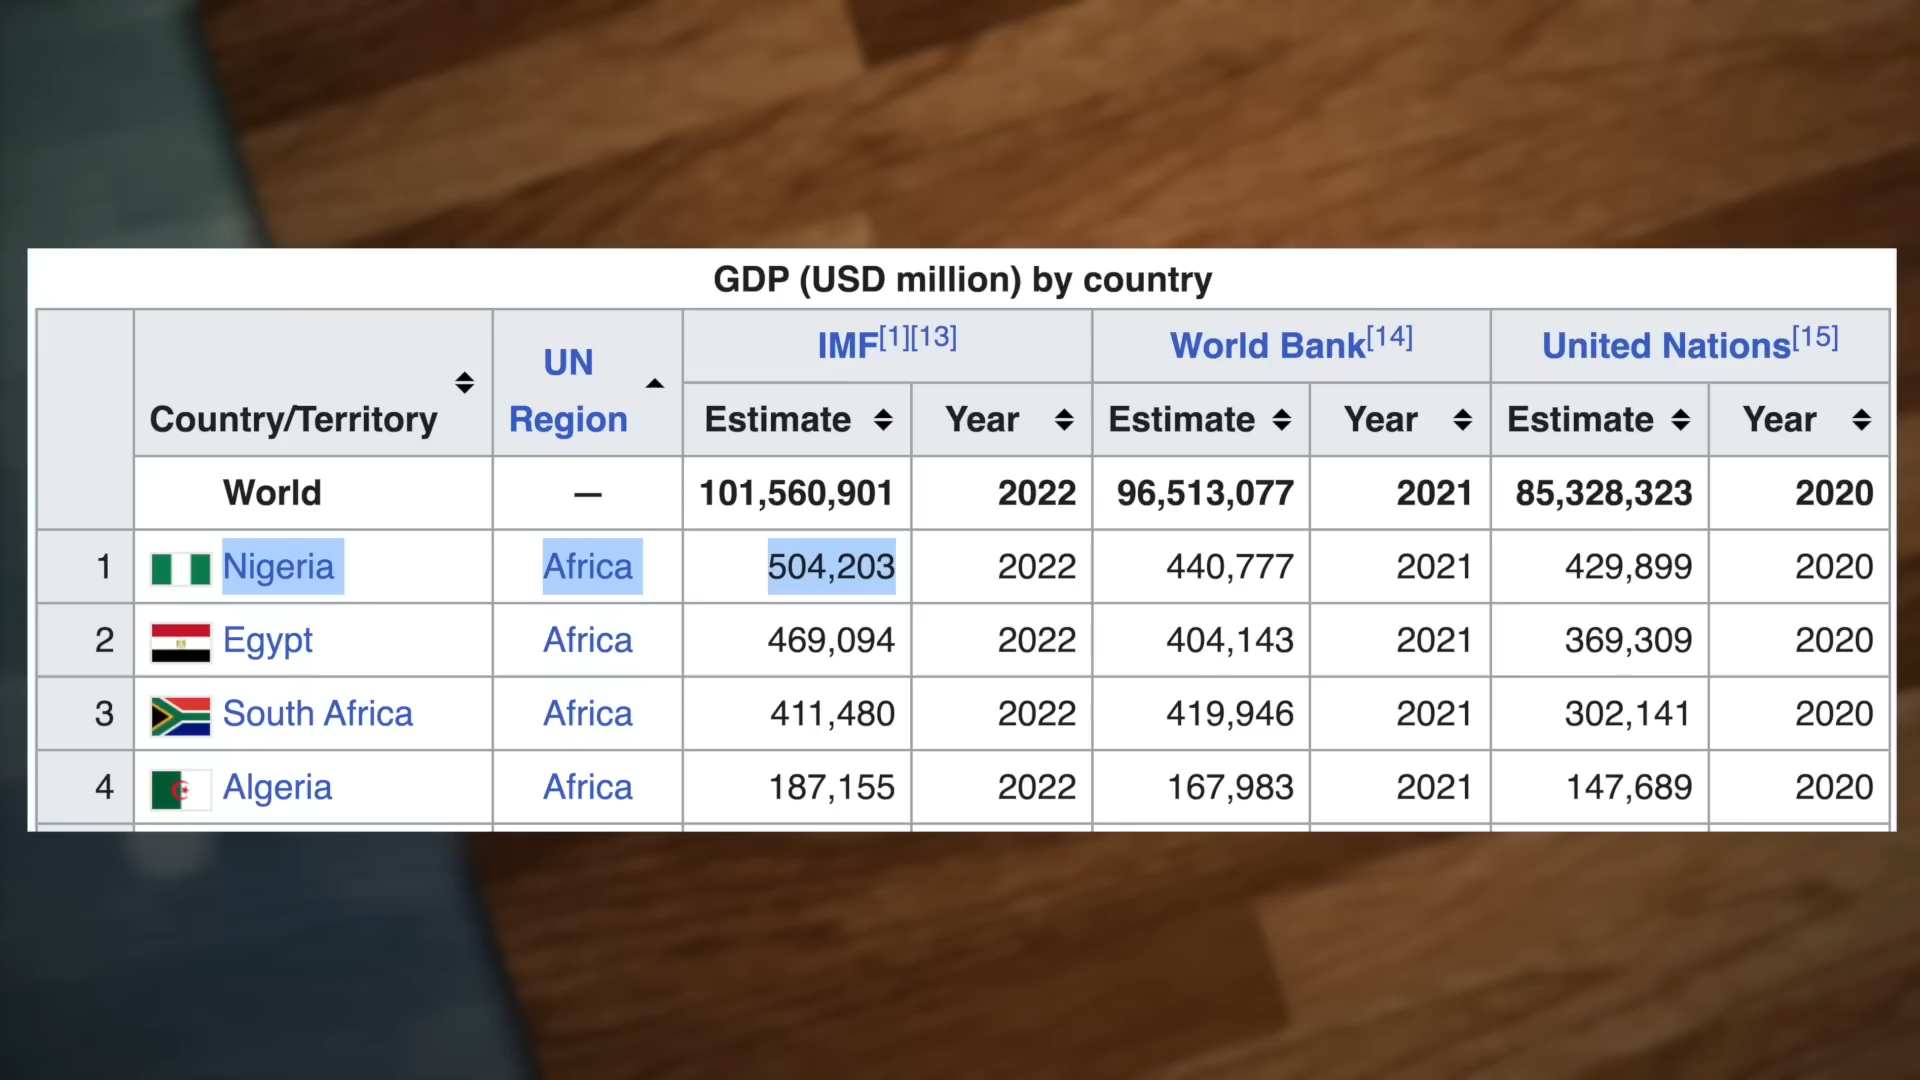 GDP (USD million) by country
Country/Territory UN Region IMF[1][13] World Bank[14] United Nations[15]
Estimate Year Estimate Year Estimate Year
World — 101,560,901 2022 96,513,077 2021 85,328,323 2020
1 Nigeria Africa 504,203 2022 440,777 2021 429,899 2020
2 Egypt Africa 469,094 2022 404,143 2021 369,309 2020
3 South Africa Africa 411,480 2022 419,946 2021 302,141 2020
4 Algeria Africa 187,155 2022 167,983 2021 147,689 2020